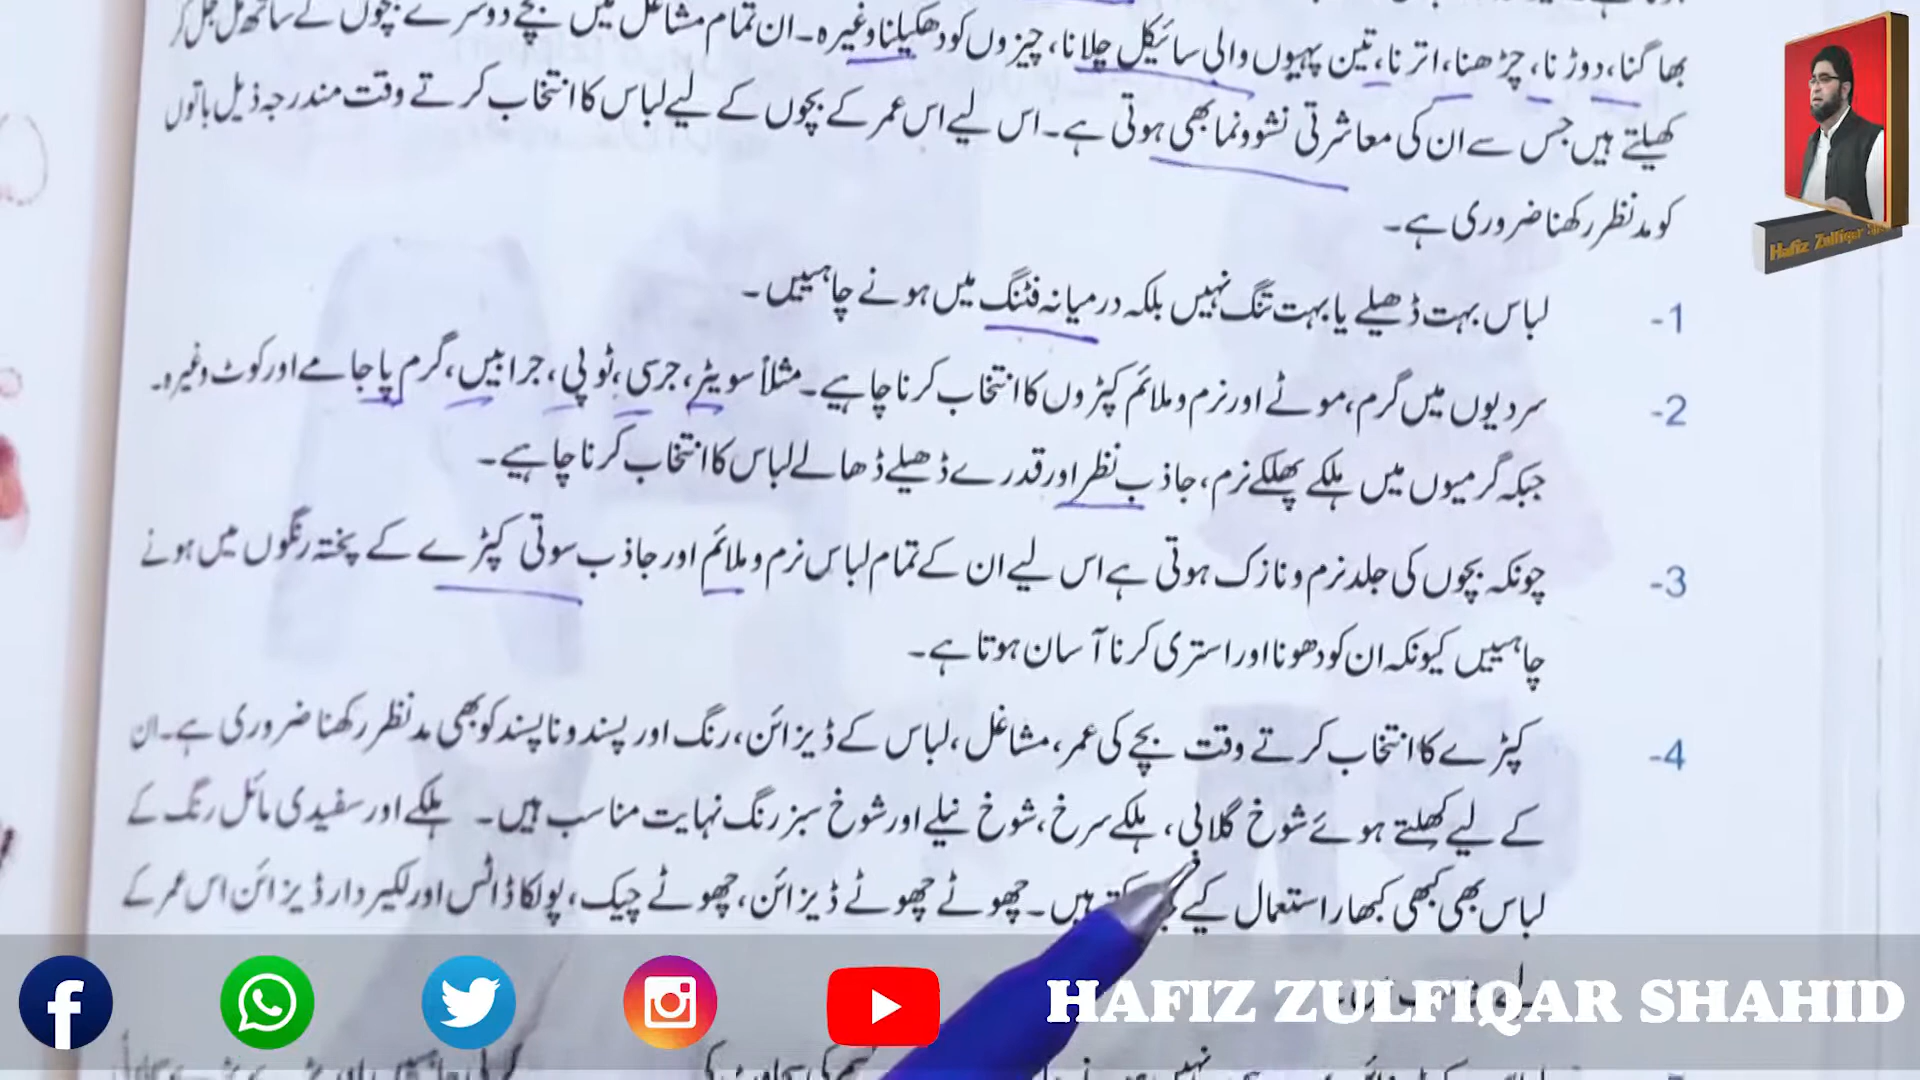 بھاگنا، دوڑنا، چڑھنا، اترنا، تین پہیوں والی سائیکل چلانا، چیزوں کو دھکیلنا وغیرہ۔ ان تمام مشاغل میں بچے دوسرے بچوں کے ساتھ مل جل کر
کھیلتے ہیں جس سے ان کی معاشرتی نشوونما بھی ہوتی ہے۔ اس لیے اس عمر کے بچوں کے لیے لباس کا انتخاب کرتے وقت مندرجہ ذیل باتوں
کو مدنظر رکھنا ضروری ہے۔
1- لباس بہت ڈھیلے یا بہت تنگ نہیں بلکہ درمیانہ فٹنگ میں ہونے چاہییں۔
2- سردیوں میں گرم، موٹے اور نرم و ملائم کپڑوں کا انتخاب کرنا چاہیے۔ مثلاً سویٹر، جرسی، ٹوپی، جرابیں، گرم پاجامے اور کوٹ وغیرہ۔
جبکہ گرمیوں میں ہلکے پھلکے نرم، جاذب نظر اور قدرے ڈھیلے ڈھالے لباس کا انتخاب کرنا چاہیے۔
3- چونکہ بچوں کی جلد نرم و نازک ہوتی ہے اس لیے ان کے تمام لباس نرم و ملائم اور جاذب سوتی کپڑے کے پختہ رنگوں میں ہونے
چاہییں کیونکہ ان کو دھونا اور استری کرنا آسان ہوتا ہے۔
4- کپڑے کا انتخاب کرتے وقت بچے کی عمر، مشاغل، لباس کے ڈیزائن، رنگ اور پسند و ناپسند کو بھی مدنظر رکھنا ضروری ہے۔ ان
کے لیے کھلتے ہوئے شوخ گلابی، ہلکے سرخ، شوخ نیلے اور شوخ سبز رنگ نہایت مناسب ہیں۔ ہلکے اور سفیدی مائل رنگ کے
لباس بھی کبھی کبھار استعمال کیے ہیں۔ چھوٹے چھوٹے ڈیزائن، چھوٹے چیک، پولکا ڈاٹس اور لکیردار ڈیزائن اس عمر کے
HAFIZ ZULFIQAR SHAHID
Hafiz Zulfiqar